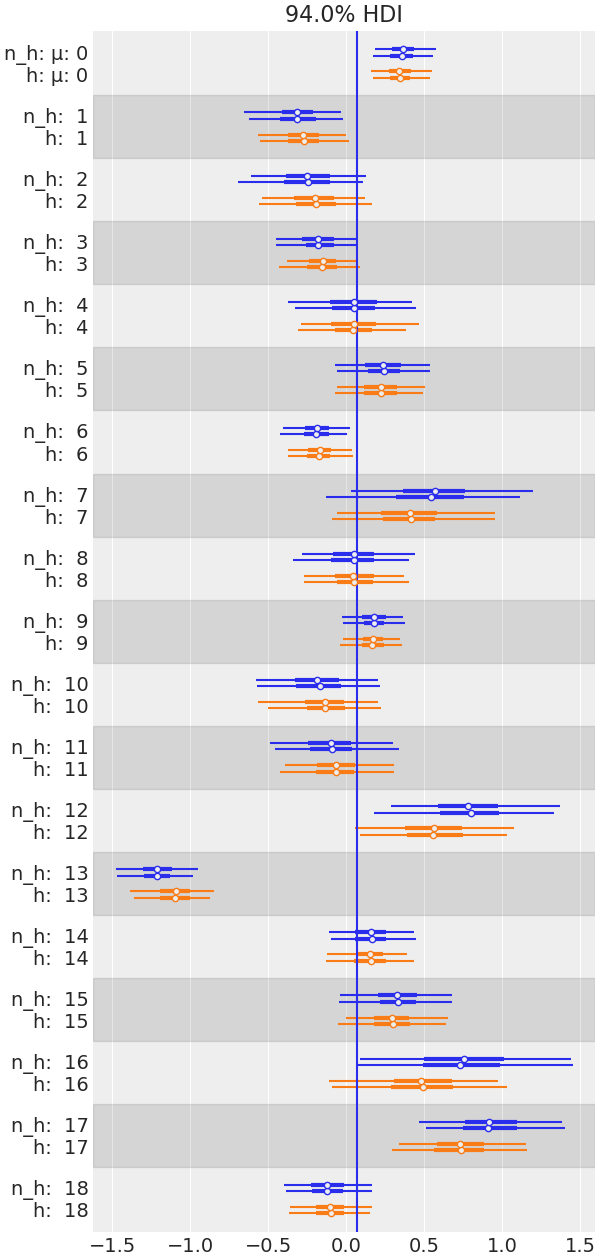 94.0% HDI
n_h: μ: 0
h: μ: 0
n_h: 1
h: 1
n_h: 2
h: 2
n_h: 3
h: 3
n_h: 4
h: 4
n_h: 5
h: 5
n_h: 6
h: 6
n_h: 7
h: 7
n_h: 8
h: 8
n_h: 9
h: 9
n_h: 10
h: 10
n_h: 11
h: 11
n_h: 12
h: 12
n_h: 13
h: 13
n_h: 14
h: 14
n_h: 15
h: 15
n_h: 16
h: 16
n_h: 17
h: 17
n_h: 18
h: 18
−1.5 −1.0 −0.5 0.0 0.5 1.0 1.5